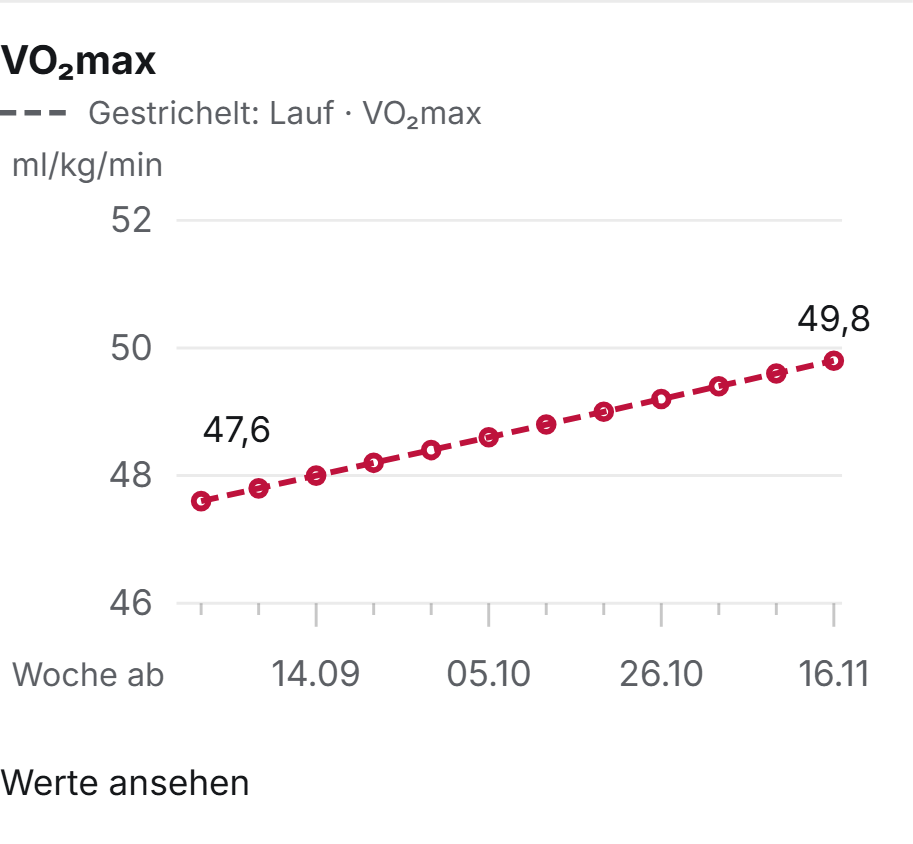 VO₂max
Gestrichelt: Lauf · VO₂max
ml/kg/min
52
49,8
50
47,6
48
46
Woche ab 14.09 05.10 26.10 16.11
Werte ansehen